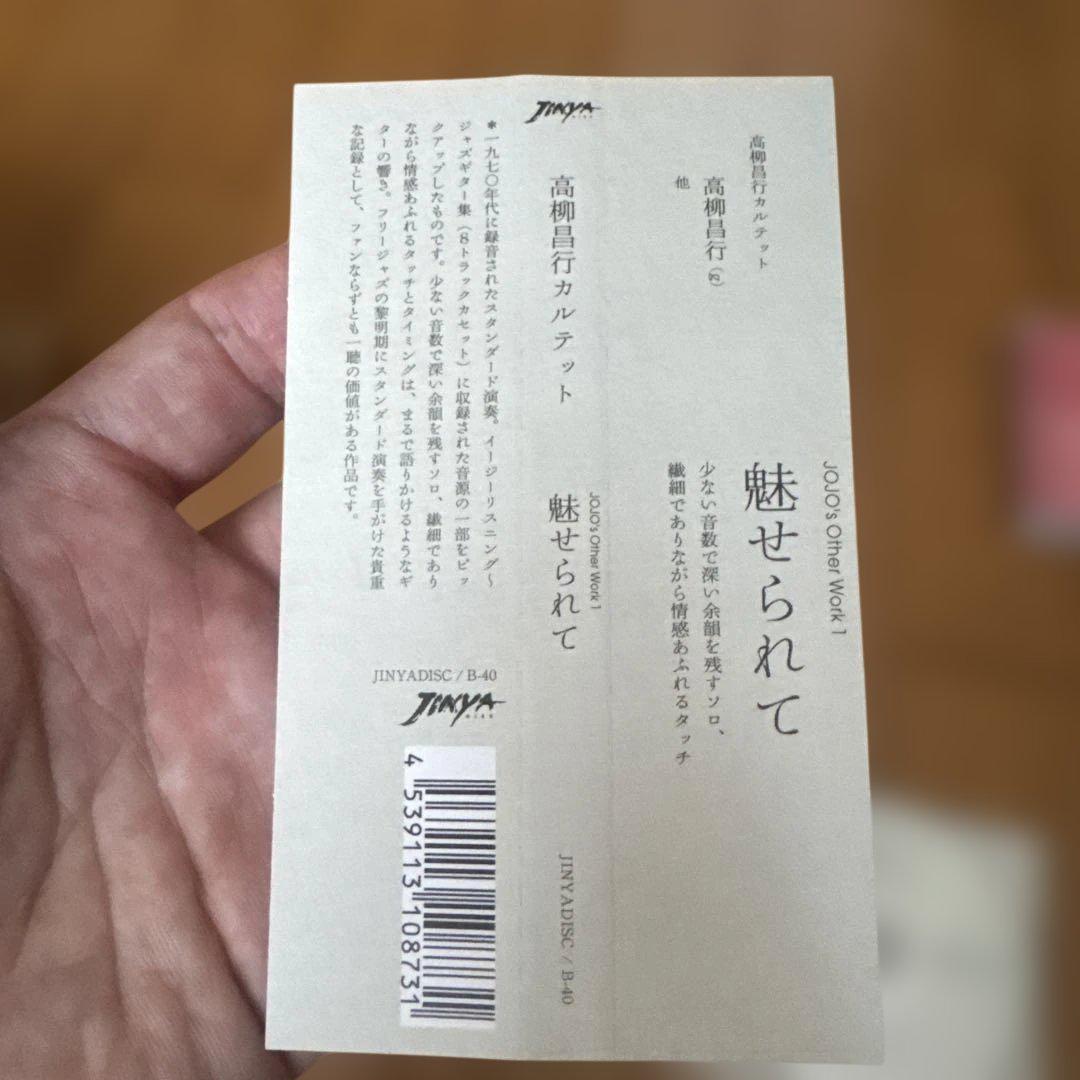 高柳昌行カルテット
高柳昌行(g)
他
JOJO's Other Work 1
魅せられて
少ない音数で深い余韻を残すソロ、
繊細でありながら情感あふれるタッチ
JINYA
DISC
高柳昌行カルテット
JOJO's Other Work 1
魅せられて
JINYADISC / B-40
*一九七〇年代に録音されたスタンダード演奏。イージーリスニング〜
ジャズギター集(8トラックカセット)に収録された音源の一部をピッ
クアップしたものです。少ない音数で深い余韻を残すソロ、繊細であり
ながら情感あふれるタッチとタイミングは、まるで語りかけるようなギ
ターの響き。フリージャズの黎明期にスタンダード演奏を手がけた貴重
な記録として、ファンならずとも一聴の価値がある作品です。
JINYADISC / B-40
JINYA
DISC
4 539113 108731